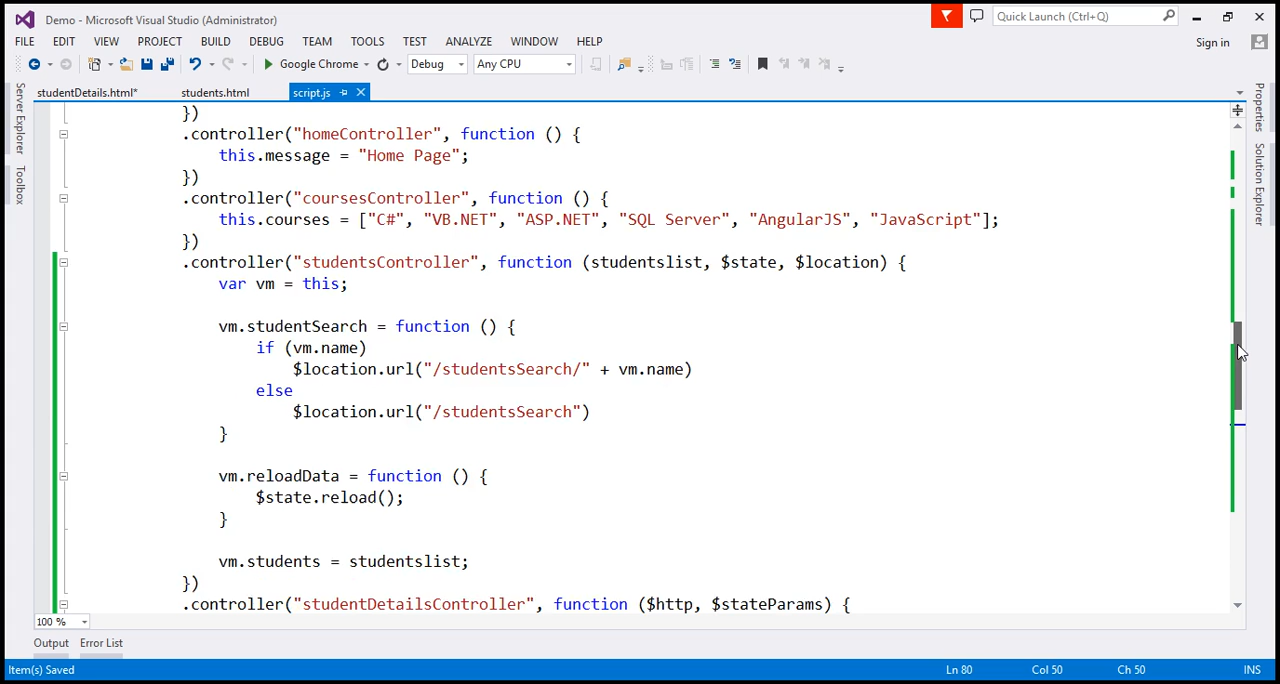 Demo - Microsoft Visual Studio (Administrator)
Quick Launch (Ctrl+Q)
FILE EDIT VIEW PROJECT BUILD DEBUG TEAM TOOLS TEST ANALYZE WINDOW HELP
Sign in
Google Chrome Debug Any CPU
studentDetails.html* students.html script.js
Server Explorer
Toolbox
Properties
Solution Explorer
})
.controller("homeController", function () {
this.message = "Home Page";
})
.controller("coursesController", function () {
this.courses = ["C#", "VB.NET", "ASP.NET", "SQL Server", "AngularJS", "JavaScript"];
})
.controller("studentsController", function (studentslist, $state, $location) {
var vm = this;
vm.studentSearch = function () {
if (vm.name)
$location.url("/studentsSearch/" + vm.name)
else
$location.url("/studentsSearch")
}
vm.reloadData = function () {
$state.reload();
}
vm.students = studentslist;
})
.controller("studentDetailsController", function ($http, $stateParams) {
100 %
Output Error List
Item(s) Saved Ln 80 Col 50 Ch 50 INS